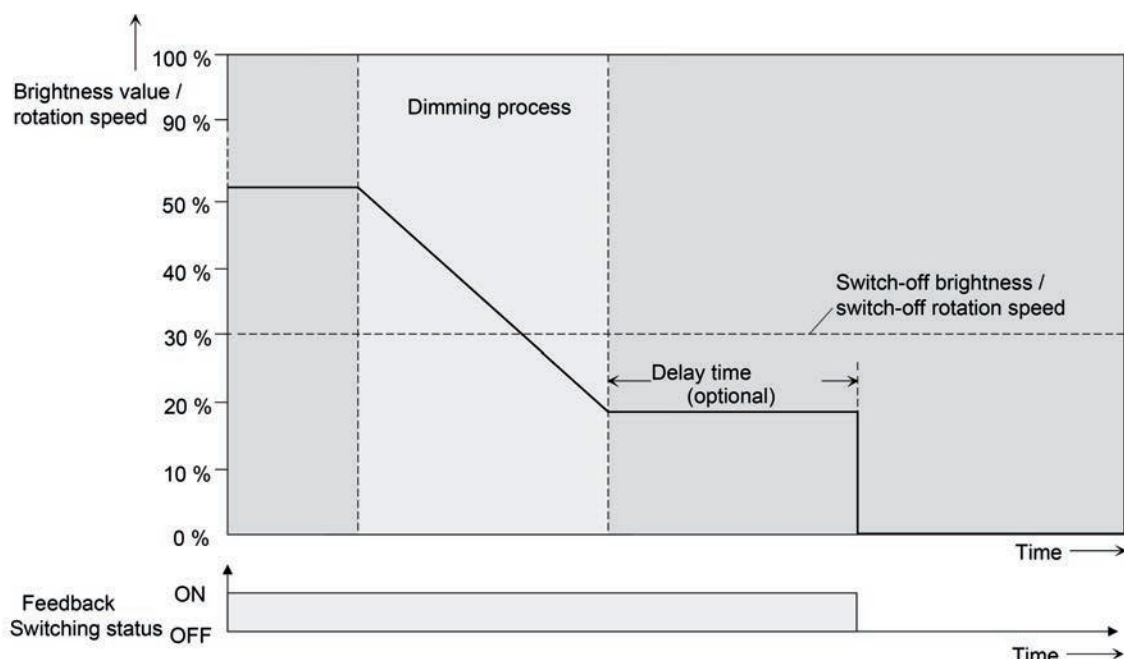 100 %
Brightness value /
rotation speed
Dimming process
90 %
50 %
40 %
Switch-off brightness /
switch-off rotation speed
30 %
Delay time
(optional)
20 %
10 %
0 %
Time
ON
Feedback
Switching status
OFF
Time